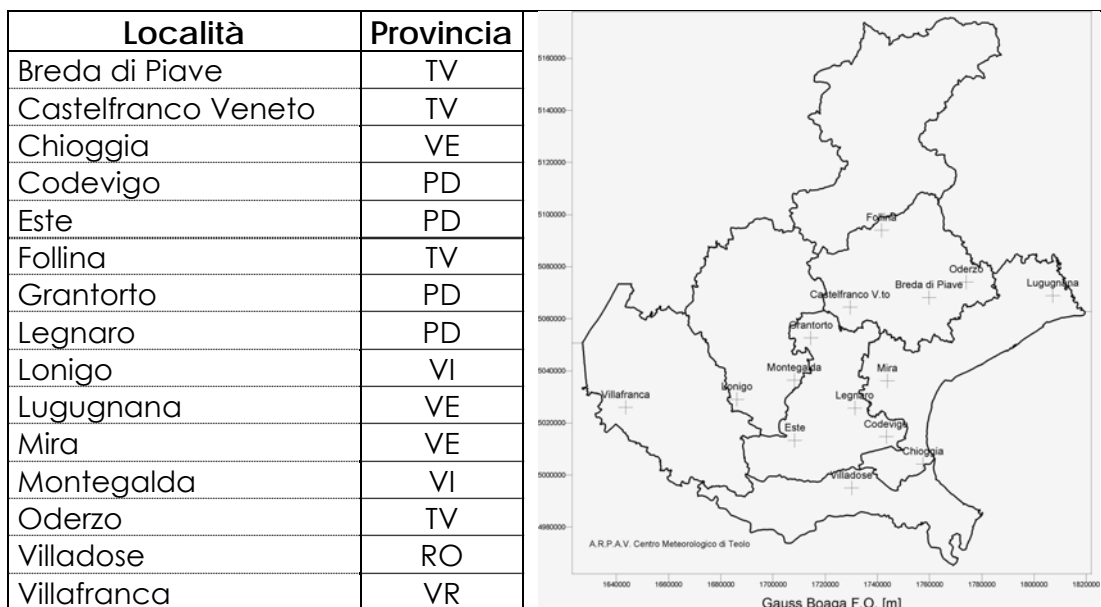 Località Provincia
Breda di Piave TV
Castelfranco Veneto TV
Chioggia VE
Codevigo PD
Este PD
Follina TV
Grantorto PD
Legnaro PD
Lonigo VI
Lugugnana VE
Mira VE
Montegalda VI
Oderzo TV
Villadose RO
Villafranca VR
5160000
5140000
5120000
5100000
5080000
5060000
5040000
5020000
5000000
4980000
Follina
Oderzo
Breda di Piave
Lugugnana
Castelfranco V.to
Grantorto
Montegalda
Mira
Lonigo
Villafranca
Legnaro
Este
Codevigo
Chioggia
Villadose
A.R.P.A.V. Centro Meteorologico di Teolo
1640000 1660000 1680000 1700000 1720000 1740000 1760000 1780000 1800000 1820000
Gauss Boaga F.O. [m]